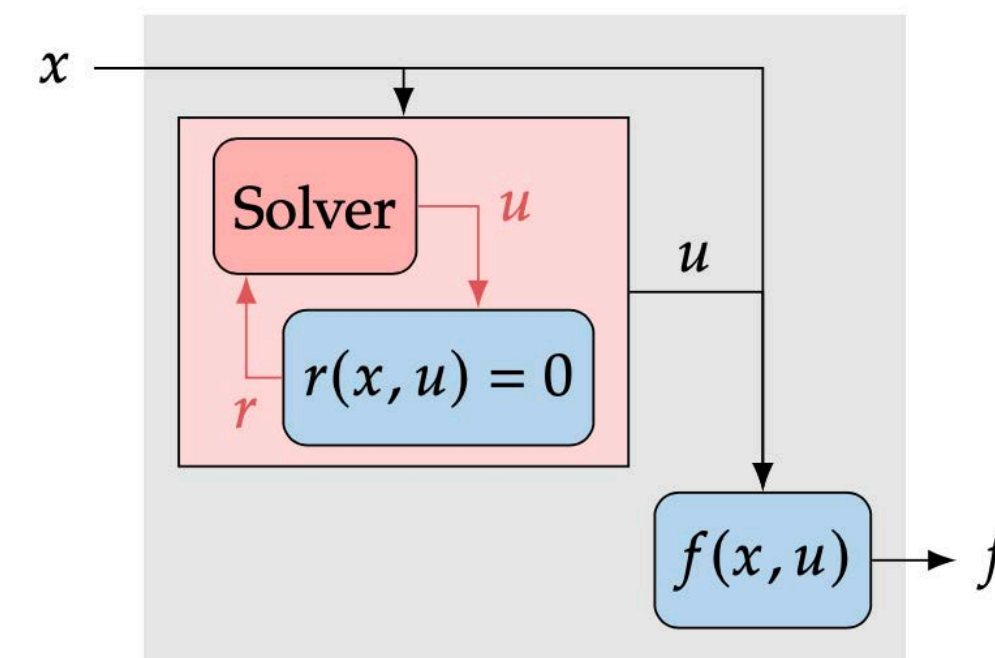 x
Solver
u
u
r(x, u) = 0
r
f(x, u)
f